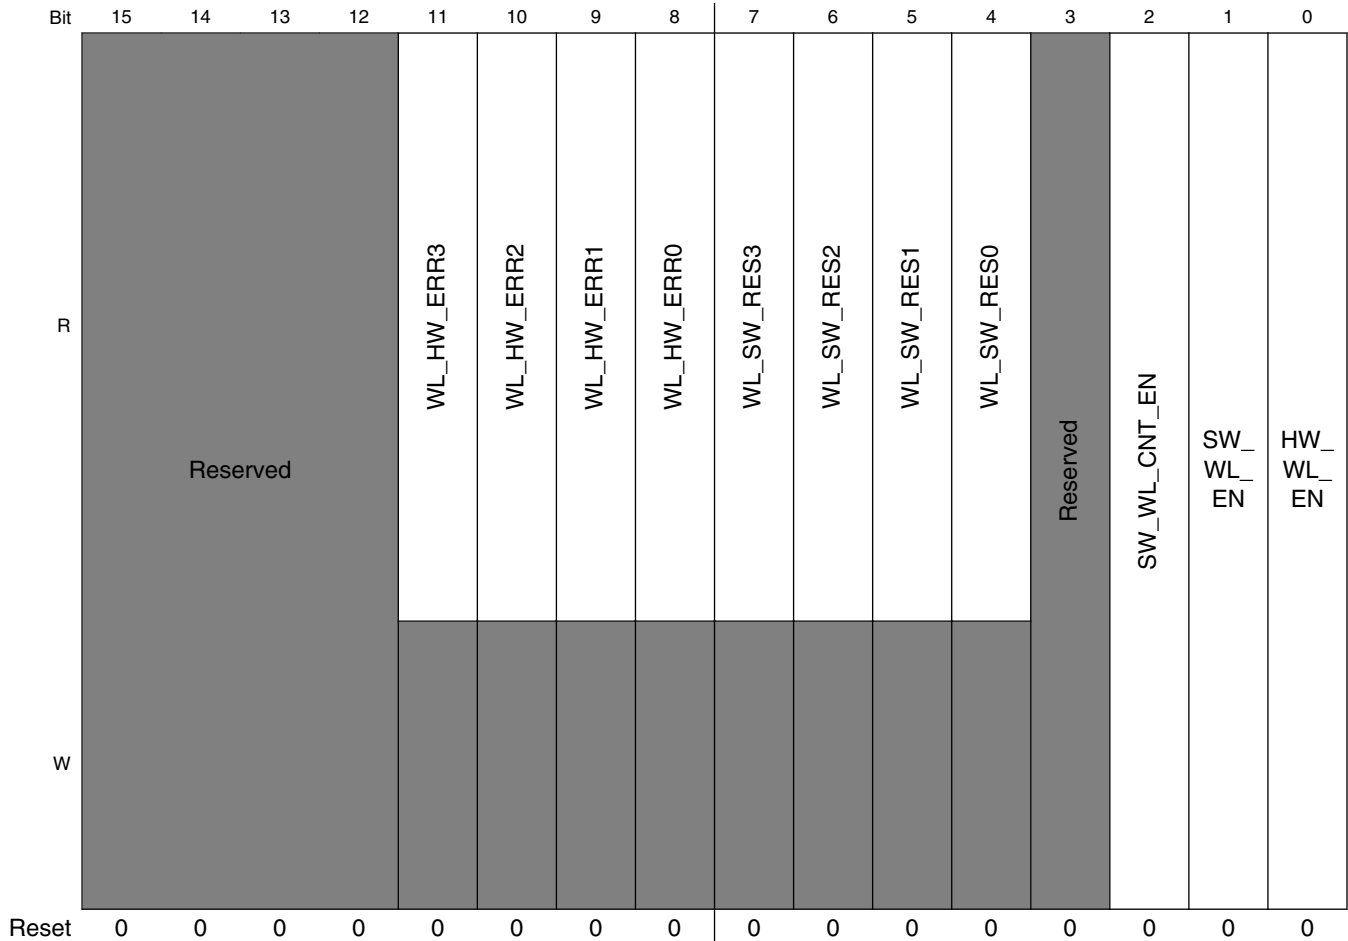 Bit 15 14 13 12 11 10 9 8 7 6 5 4 3 2 1 0
R
Reserved
WL_HW_ERR3
WL_HW_ERR2
WL_HW_ERR1
WL_HW_ERR0
WL_SW_RES3
WL_SW_RES2
WL_SW_RES1
WL_SW_RES0
Reserved
SW_WL_CNT_EN
SW_
WL_
EN
HW_
WL_
EN
W
Reset 0 0 0 0 0 0 0 0 0 0 0 0 0 0 0 0